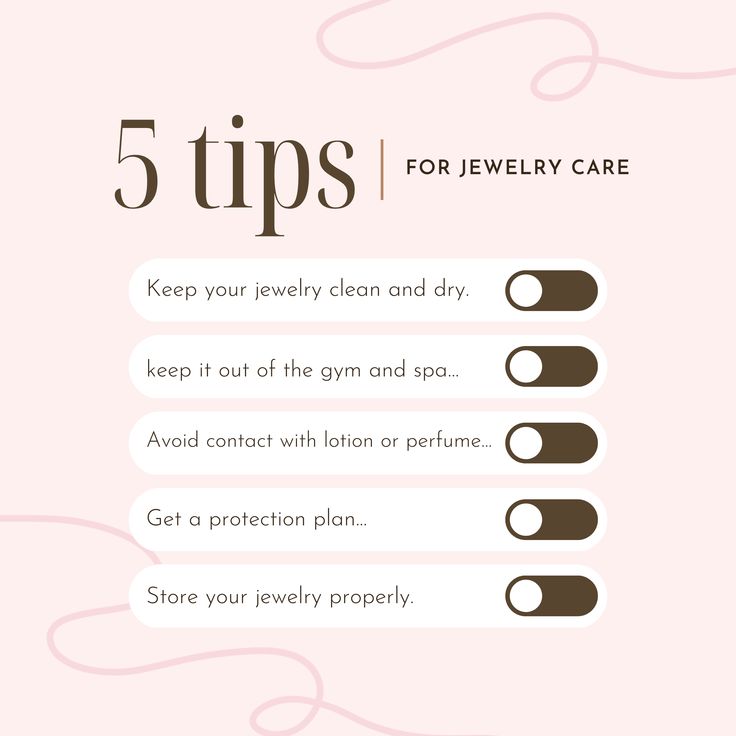 5 tips
FOR JEWELRY CARE
Keep your jewelry clean and dry.
keep it out of the gym and spa...
Avoid contact with lotion or perfume...
Get a protection plan...
Store your jewelry properly.